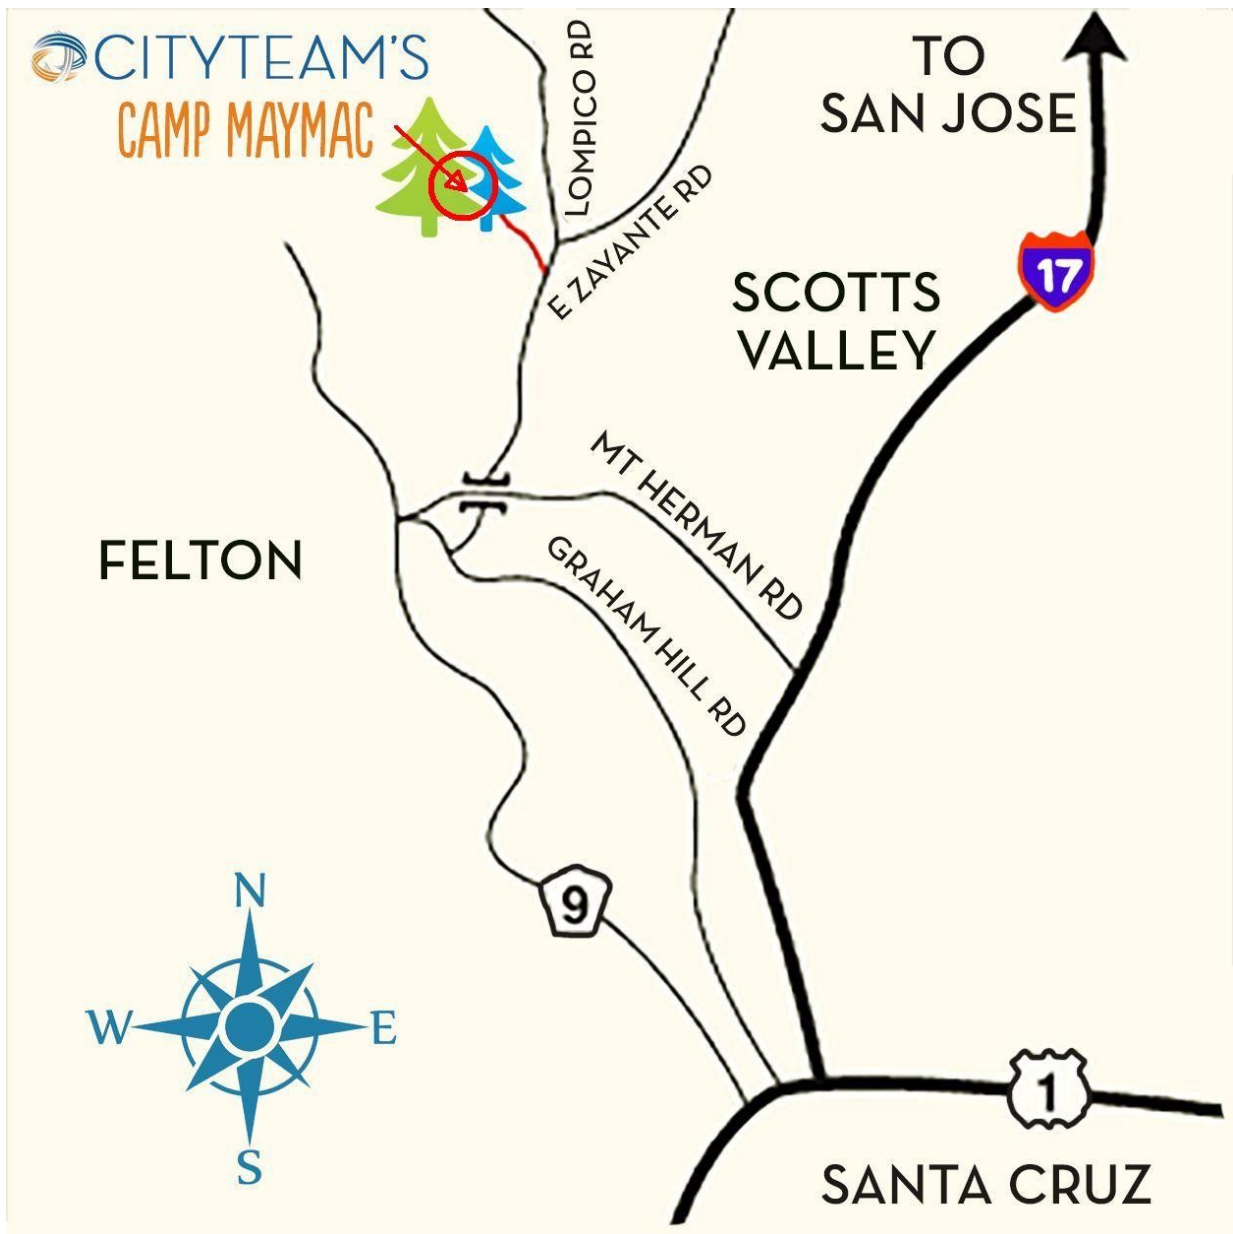 CITYTEAM'S
CAMP MAYMAC
LOMPICO RD
TO
SAN JOSE
E ZAYANTE RD
17
SCOTTS
VALLEY
MT HERMAN RD
FELTON
GRAHAM HILL RD
9
N
W
E
S
1
SANTA CRUZ